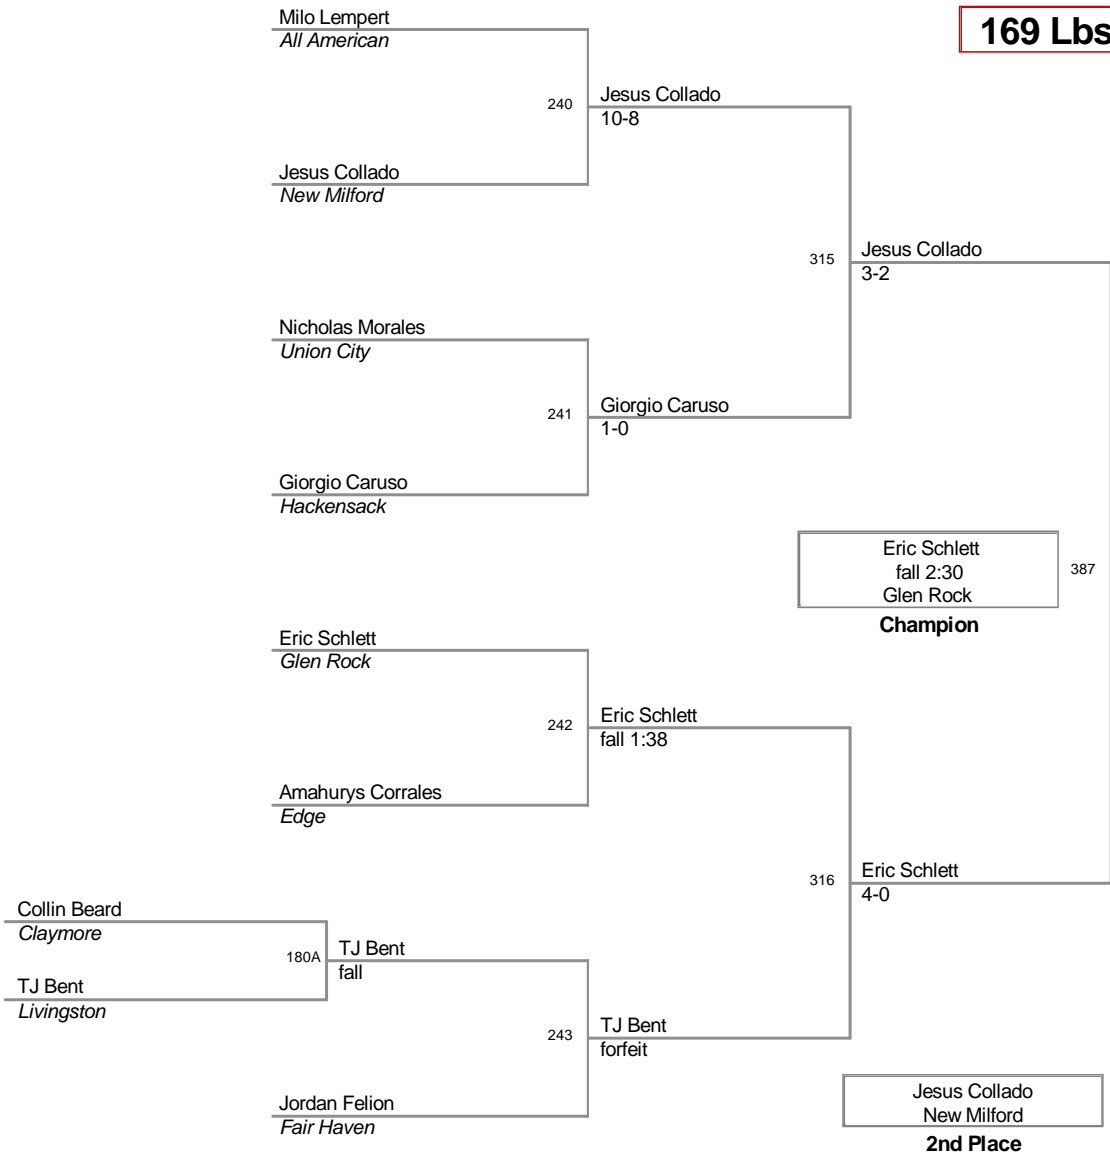 Milo Lempert
All American
169 Lbs
240
Jesus Collado
10-8
Jesus Collado
New Milford
315
Jesus Collado
3-2
Nicholas Morales
Union City
241
Giorgio Caruso
1-0
Giorgio Caruso
Hackensack
Eric Schlett
fall 2:30
Glen Rock
387
Champion
Eric Schlett
Glen Rock
242
Eric Schlett
fall 1:38
Amahurys Corrales
Edge
316
Eric Schlett
4-0
Collin Beard
Claymore
180A
TJ Bent
fall
TJ Bent
Livingston
243
TJ Bent
forfeit
Jordan Felion
Fair Haven
Jesus Collado
New Milford
2nd Place